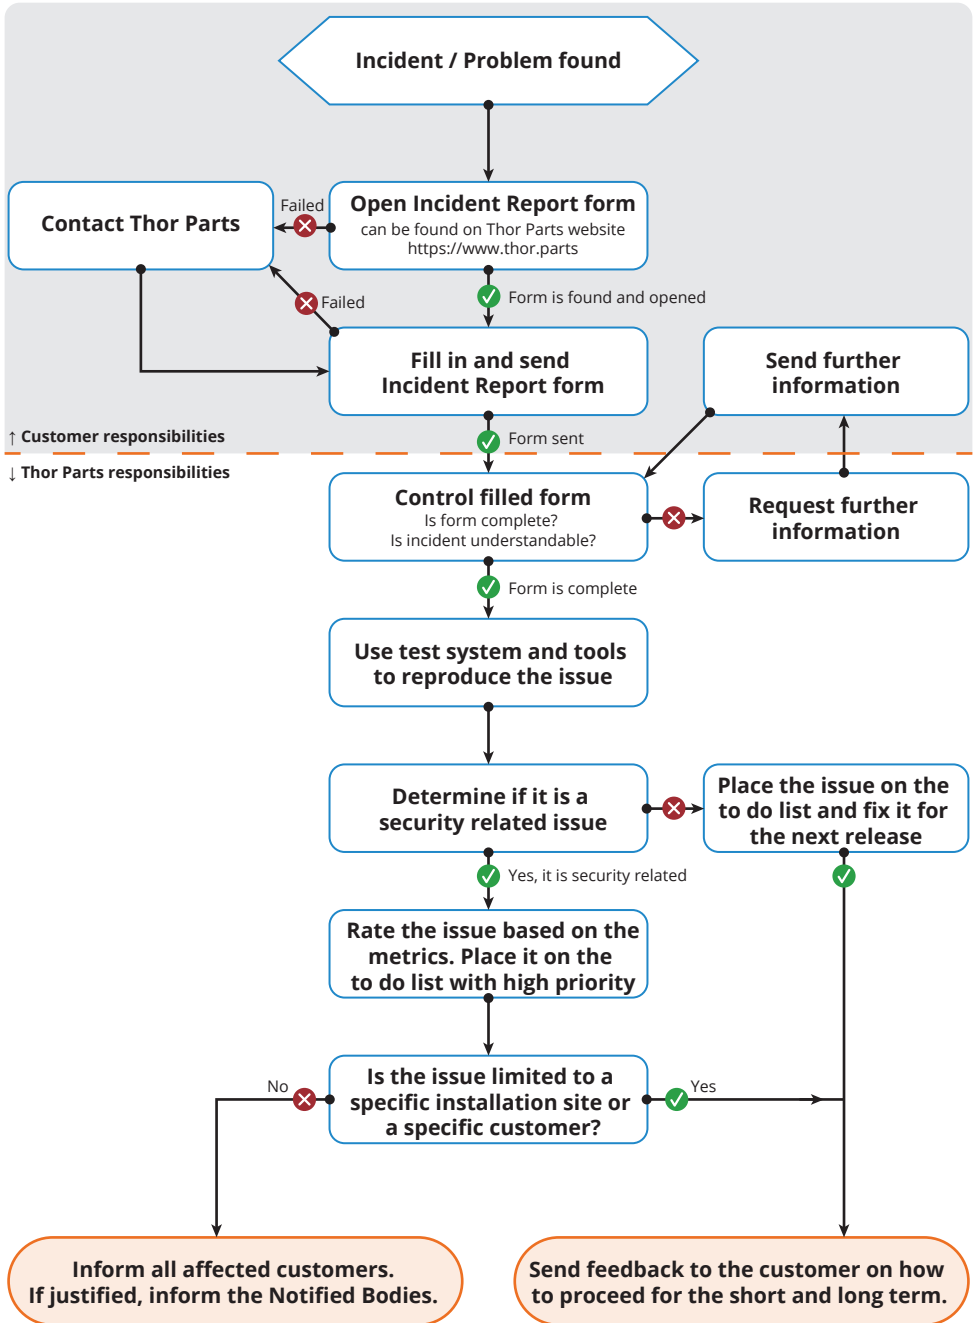 Incident / Problem found
Contact Thor Parts
Failed
Open Incident Report form
can be found on Thor Parts website
https://www.thor.parts
Failed
Form is found and opened
Fill in and send
Incident Report form
Send further
information
↑ Customer responsibilities
Form sent
↓ Thor Parts responsibilities
Control filled form
Is form complete?
Is incident understandable?
Request further
information
Form is complete
Use test system and tools
to reproduce the issue
Determine if it is a
security related issue
Place the issue on the
to do list and fix it for
the next release
Yes, it is security related
Rate the issue based on the
metrics. Place it on the
to do list with high priority
No
Is the issue limited to a
specific installation site or
a specific customer?
Yes
Inform all affected customers.
If justified, inform the Notified Bodies.
Send feedback to the customer on how
to proceed for the short and long term.